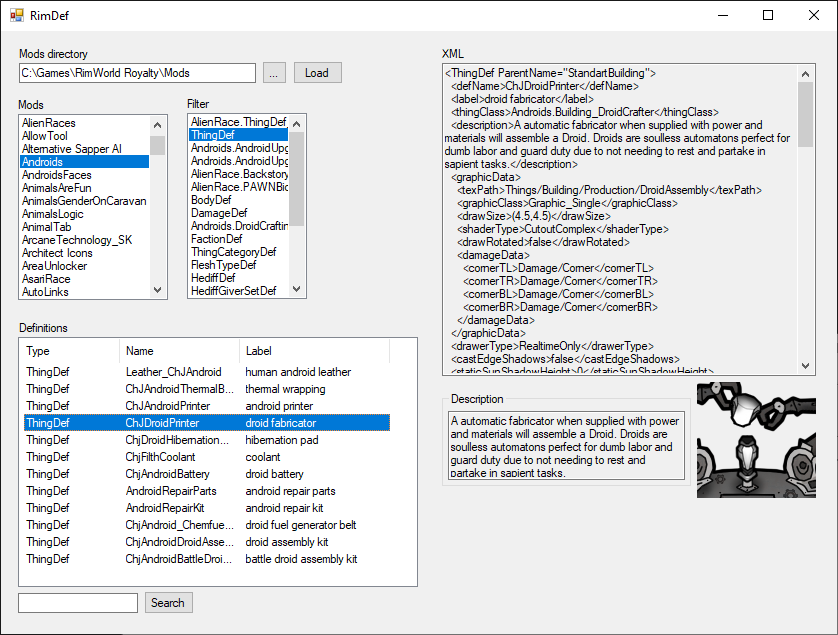 RimDef
Mods directory
C:\Games\RimWorld Royalty\Mods
...
Load
Mods
AlienRaces
AllowTool
Alternative Sapper AI
Androids
AndroidsFaces
AnimalsAreFun
AnimalsGenderOnCaravan
AnimalsLogic
AnimalTab
ArcaneTechnology_SK
Architect Icons
AreaUnlocker
AsariRace
AutoLinks
Filter
AlienRace.ThingDef
ThingDef
Androids.AndroidUpg
Androids.AndroidUpg
AlienRace.Backstory
AlienRace.PAWNBio
BodyDef
DamageDef
Androids.DroidCraftin
FactionDef
ThingCategoryDef
FleshTypeDef
HediffDef
HediffGiverSetDef
Definitions
Type Name Label
ThingDef Leather_ChJAndroid human android leather
ThingDef ChJAndroidThermalB... thermal wrapping
ThingDef ChJAndroidPrinter android printer
ThingDef ChJDroidPrinter droid fabricator
ThingDef ChjDroidHibernation... hibernation pad
ThingDef ChjFilthCoolant coolant
ThingDef ChjAndroidBattery droid battery
ThingDef AndroidRepairParts android repair parts
ThingDef AndroidRepairKit android repair kit
ThingDef ChjAndroid_Chemfue... droid fuel generator belt
ThingDef ChjAndroidDroidAsse... droid assembly kit
ThingDef ChjAndroidBattleDroi... battle droid assembly kit
Search
XML
<ThingDef ParentName="StandartBuilding">
<defName>ChJDroidPrinter</defName>
<label>droid fabricator</label>
<thingClass>Androids.Building_DroidCrafter</thingClass>
<description>A automatic fabricator when supplied with power and
materials will assemble a Droid. Droids are soulless automatons perfect for
dumb labor and guard duty due to not needing to rest and partake in
sapient tasks.</description>
<graphicData>
<texPath>Things/Building/Production/DroidAssembly</texPath>
<graphicClass>Graphic_Single</graphicClass>
<drawSize>(4.5,4.5)</drawSize>
<shaderType>CutoutComplex</shaderType>
<drawRotated>false</drawRotated>
<damageData>
<cornerTL>Damage/Corner</cornerTL>
<cornerTR>Damage/Corner</cornerTR>
<cornerBL>Damage/Corner</cornerBL>
<cornerBR>Damage/Corner</cornerBR>
</damageData>
</graphicData>
<drawerType>RealtimeOnly</drawerType>
<castEdgeShadows>false</castEdgeShadows>
<staticSunShadowHeight>0</staticSunShadowHeight>
Description
A automatic fabricator when supplied with power
and materials will assemble a Droid. Droids are
soulless automatons perfect for dumb labor and
guard duty due to not needing to rest and
partake in sapient tasks.